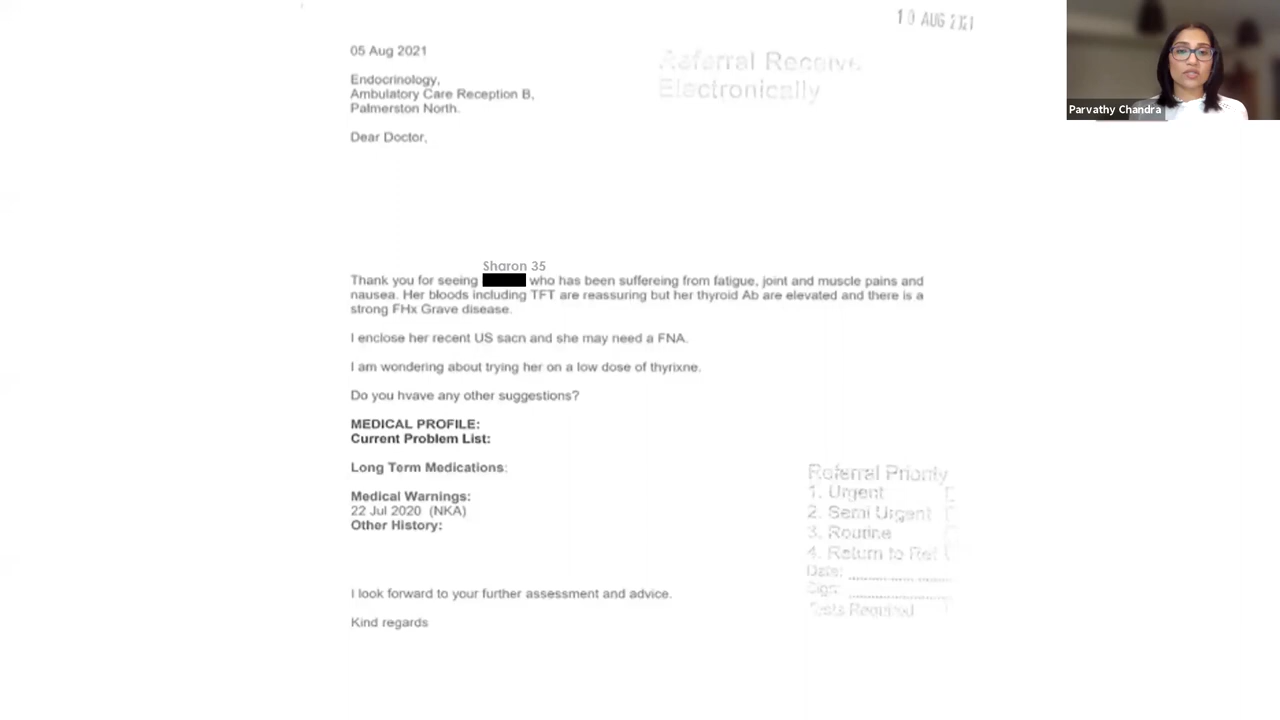 10 AUG 2021
05 Aug 2021
Referral Receive
Electronically
Endocrinology,
Ambulatory Care Reception B,
Palmerston North.
Dear Doctor,
Parvathy Chandra
Sharon 35
Thank you for seeing who has been suffereing from fatigue, joint and muscle pains and
nausea. Her bloods including TFT are reassuring but her thyroid Ab are elevated and there is a
strong FHx Grave disease.
I enclose her recent US sacn and she may need a FNA.
I am wondering about trying her on a low dose of thyrixne.
Do you hvave any other suggestions?
MEDICAL PROFILE:
Current Problem List:
Long Term Medications:
Medical Warnings:
22 Jul 2020 (NKA)
Other History:
Referral Priority
1. Urgent
2. Semi Urgent
3. Routine
4. Return to Ref
Date:
Sign:
Tests Required
I look forward to your further assessment and advice.
Kind regards